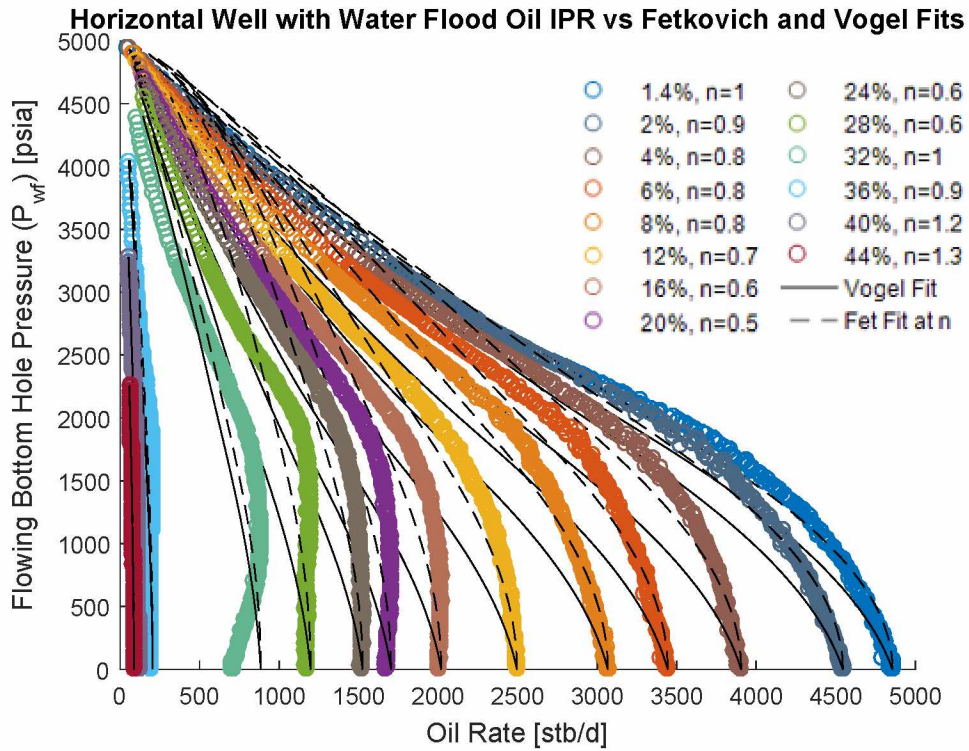 Horizontal Well with Water Flood Oil IPR vs Fetkovich and Vogel Fits
5000
4500
4000
3500
3000
2500
2000
1500
1000
500
0
Flowing Bottom Hole Pressure (Pwf) [psia]
1.4%, n=1
2%, n=0.9
4%, n=0.8
6%, n=0.8
8%, n=0.8
12%, n=0.7
16%, n=0.6
20%, n=0.5
24%, n=0.6
28%, n=0.6
32%, n=1
36%, n=0.9
40%, n=1.2
44%, n=1.3
Vogel Fit
Fet Fit at n
0 500 1000 1500 2000 2500 3000 3500 4000 4500 5000
Oil Rate [stb/d]